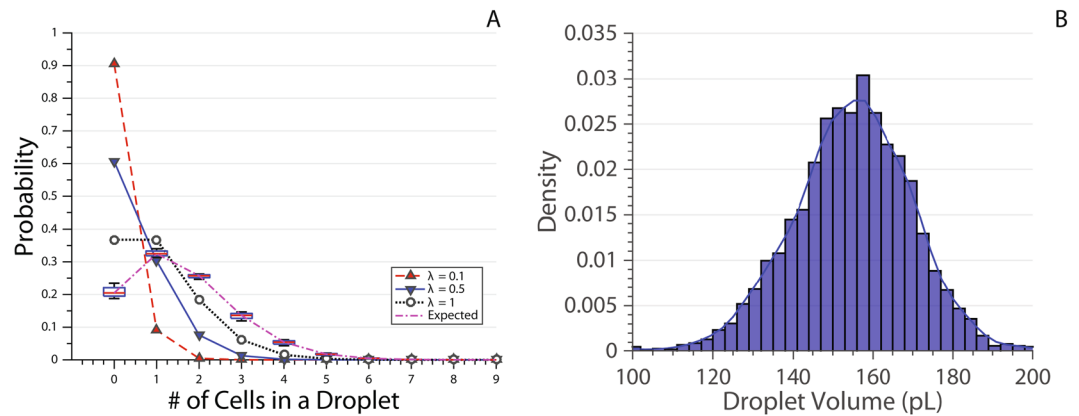 A
1
0.9
0.8
0.7
0.6
0.5
0.4
0.3
0.2
0.1
0
Probability
0 1 2 3 4 5 6 7 8 9
# of Cells in a Droplet
λ = 0.1
λ = 0.5
λ = 1
Expected
B
0.035
0.03
0.025
0.02
0.015
0.01
0.005
0
Density
100 120 140 160 180 200
Droplet Volume (pL)